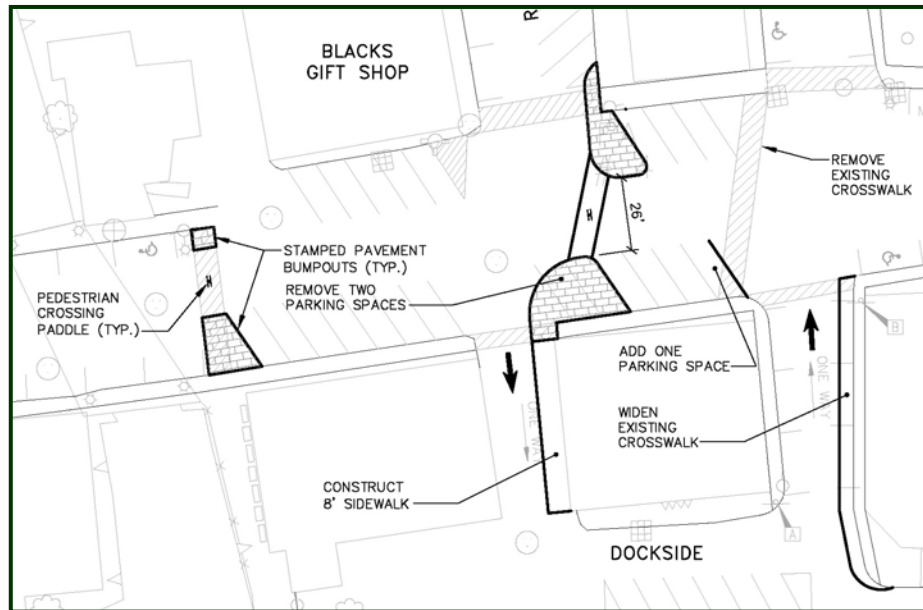 R
BLACKS
GIFT SHOP
REMOVE
EXISTING
CROSSWALK
26'
STAMPED PAVEMENT
BUMPOUTS (TYP.)
REMOVE TWO
PARKING SPACES
PEDESTRIAN
CROSSING
PADDLE (TYP.)
B
ADD ONE
PARKING SPACE
ONE WAY
ONE WAY
WIDEN
EXISTING
CROSSWALK
CONSTRUCT
8' SIDEWALK
A
DOCKSIDE